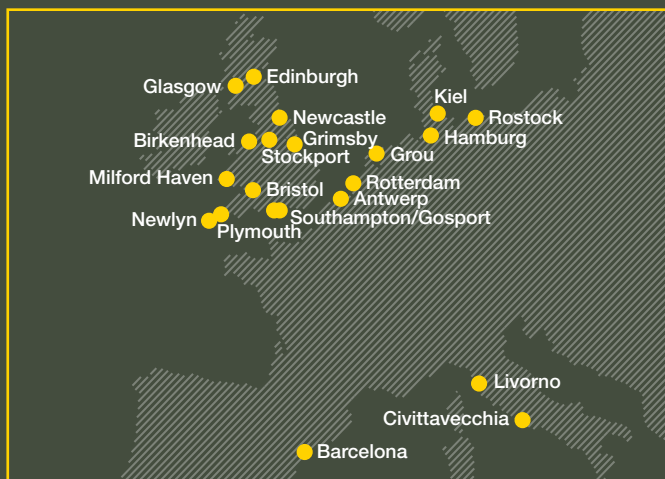 Edinburgh
Glasgow
Kiel
Newcastle
Rostock
Birkenhead
Grimsby
Hamburg
Stockport
Grou
Milford Haven
Bristol
Rotterdam
Antwerp
Newlyn
Southampton/Gosport
Plymouth
Livorno
Civittavecchia
Barcelona